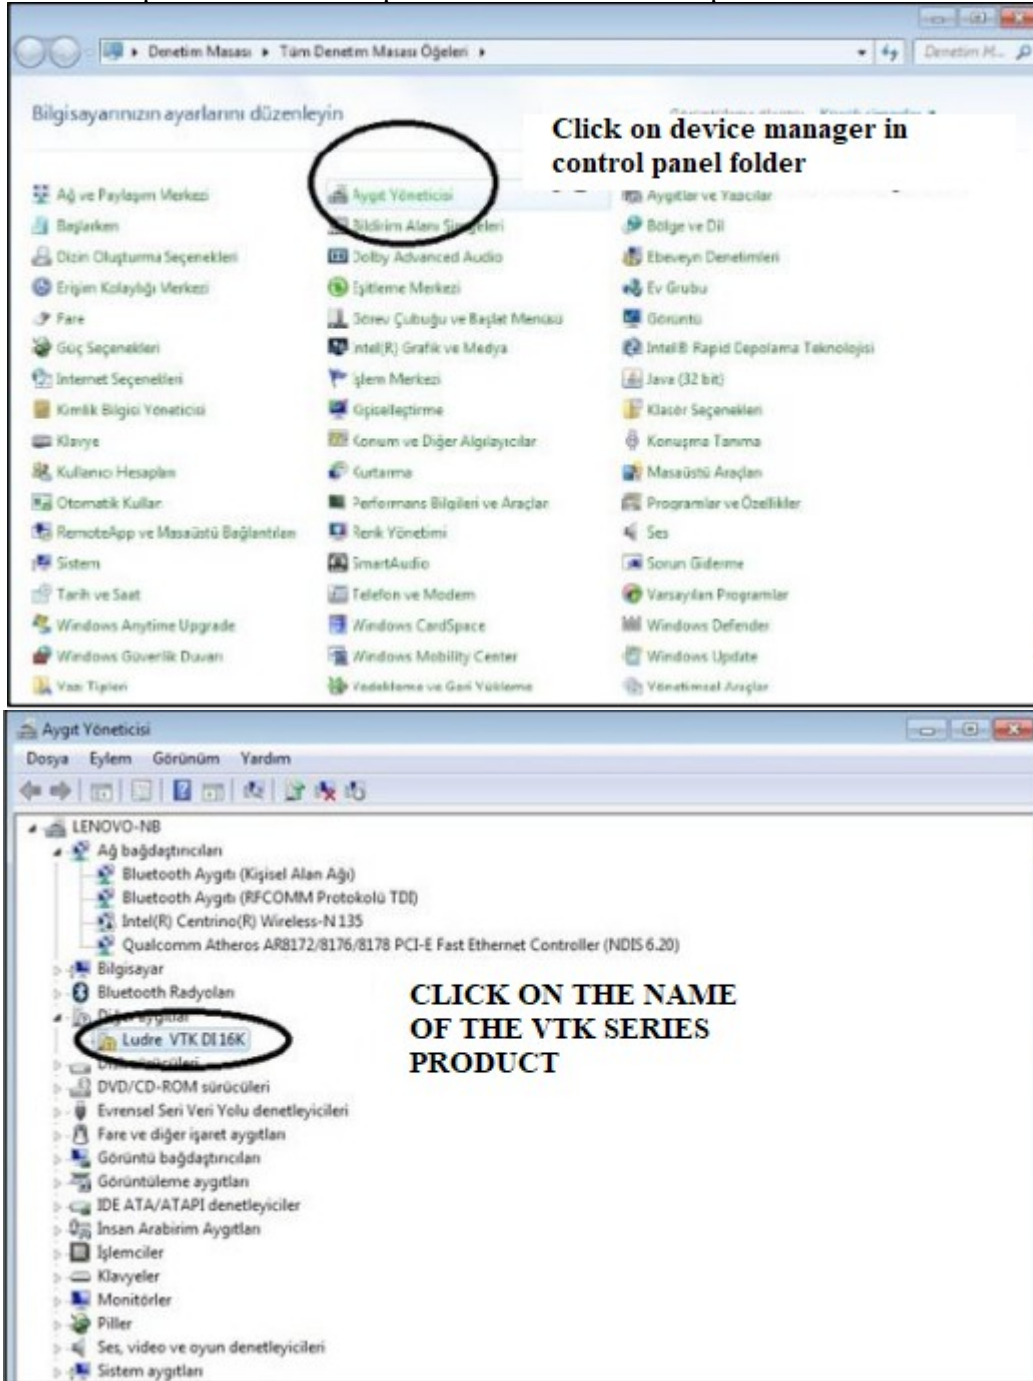 Denetim Masası ▸ Tüm Denetim Masası Öğeleri ▸
Denetim M...
Bilgisayarınızın ayarlarını düzenleyin
Click on device manager in
control panel folder
Ağ ve Paylaşım Merkezi
Aygıt Yöneticisi
Aygıtlar ve Yazıcılar
Başlarken
Bildirim Alanı Simgeleri
Bölge ve Dil
Dizin Oluşturma Seçenekleri
Dolby Advanced Audio
Ebeveyn Denetimleri
Erişim Kolaylığı Merkezi
Eşitleme Merkezi
Ev Grubu
Fare
Görev Çubuğu ve Başlat Menüsü
Görüntü
Güç Seçenekleri
Intel(R) Grafik ve Medya
Intel® Rapid Depolama Teknolojisi
Internet Seçenekleri
İşlem Merkezi
Java (32 bit)
Kimlik Bilgisi Yöneticisi
Kişiselleştirme
Klasör Seçenekleri
Klavye
Konum ve Diğer Algılayıcılar
Konuşma Tanıma
Kullanıcı Hesapları
Kurtarma
Masaüstü Araçları
Otomatik Kullan
Performans Bilgileri ve Araçları
Programlar ve Özellikler
RemoteApp ve Masaüstü Bağlantıları
Renk Yönetimi
Ses
Sistem
SmartAudio
Sorun Giderme
Tarih ve Saat
Telefon ve Modem
Varsayılan Programlar
Windows Anytime Upgrade
Windows CardSpace
Windows Defender
Windows Güvenlik Duvarı
Windows Mobility Center
Windows Update
Yazı Tipleri
Yedekleme ve Geri Yükleme
Yönetimsel Araçlar
Aygıt Yöneticisi
Dosya Eylem Görünüm Yardım
LENOVO-NB
Ağ bağdaştırıcıları
Bluetooth Aygıtı (Kişisel Alan Ağı)
Bluetooth Aygıtı (RFCOMM Protokolü TDI)
Intel(R) Centrino(R) Wireless-N 135
Qualcomm Atheros AR8172/8176/8178 PCI-E Fast Ethernet Controller (NDIS 6.20)
Bilgisayar
Bluetooth Radyoları
Diğer aygıtlar
Ludre VTK DI 16K
CLICK ON THE NAME
OF THE VTK SERIES
PRODUCT
Disk sürücüleri
DVD/CD-ROM sürücüleri
Evrensel Seri Veri Yolu denetleyicileri
Fare ve diğer işaret aygıtları
Görüntü bağdaştırıcıları
Görüntüleme aygıtları
IDE ATA/ATAPI denetleyiciler
İnsan Arabirim Aygıtları
İşlemciler
Klavyeler
Monitörler
Piller
Ses, video ve oyun denetleyicileri
Sistem aygıtları